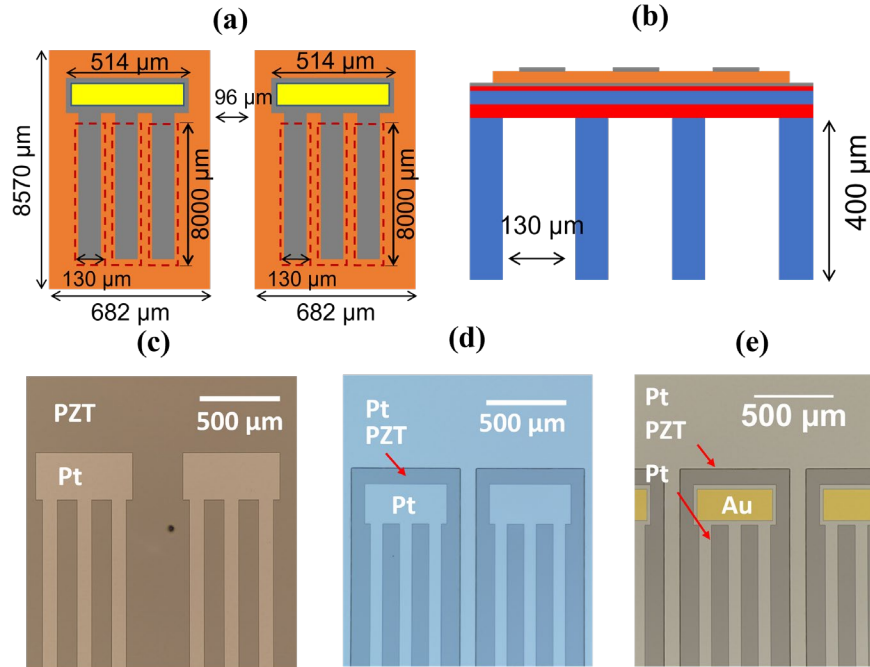 (a)
514 µm
514 µm
96 µm
8570 µm
8000 µm
8000 µm
130 µm
130 µm
682 µm
682 µm
(b)
130 µm
400 µm
(c)
PZT
500 µm
Pt
(d)
Pt
PZT
500 µm
Pt
(e)
Pt
500 µm
PZT
Pt
Au